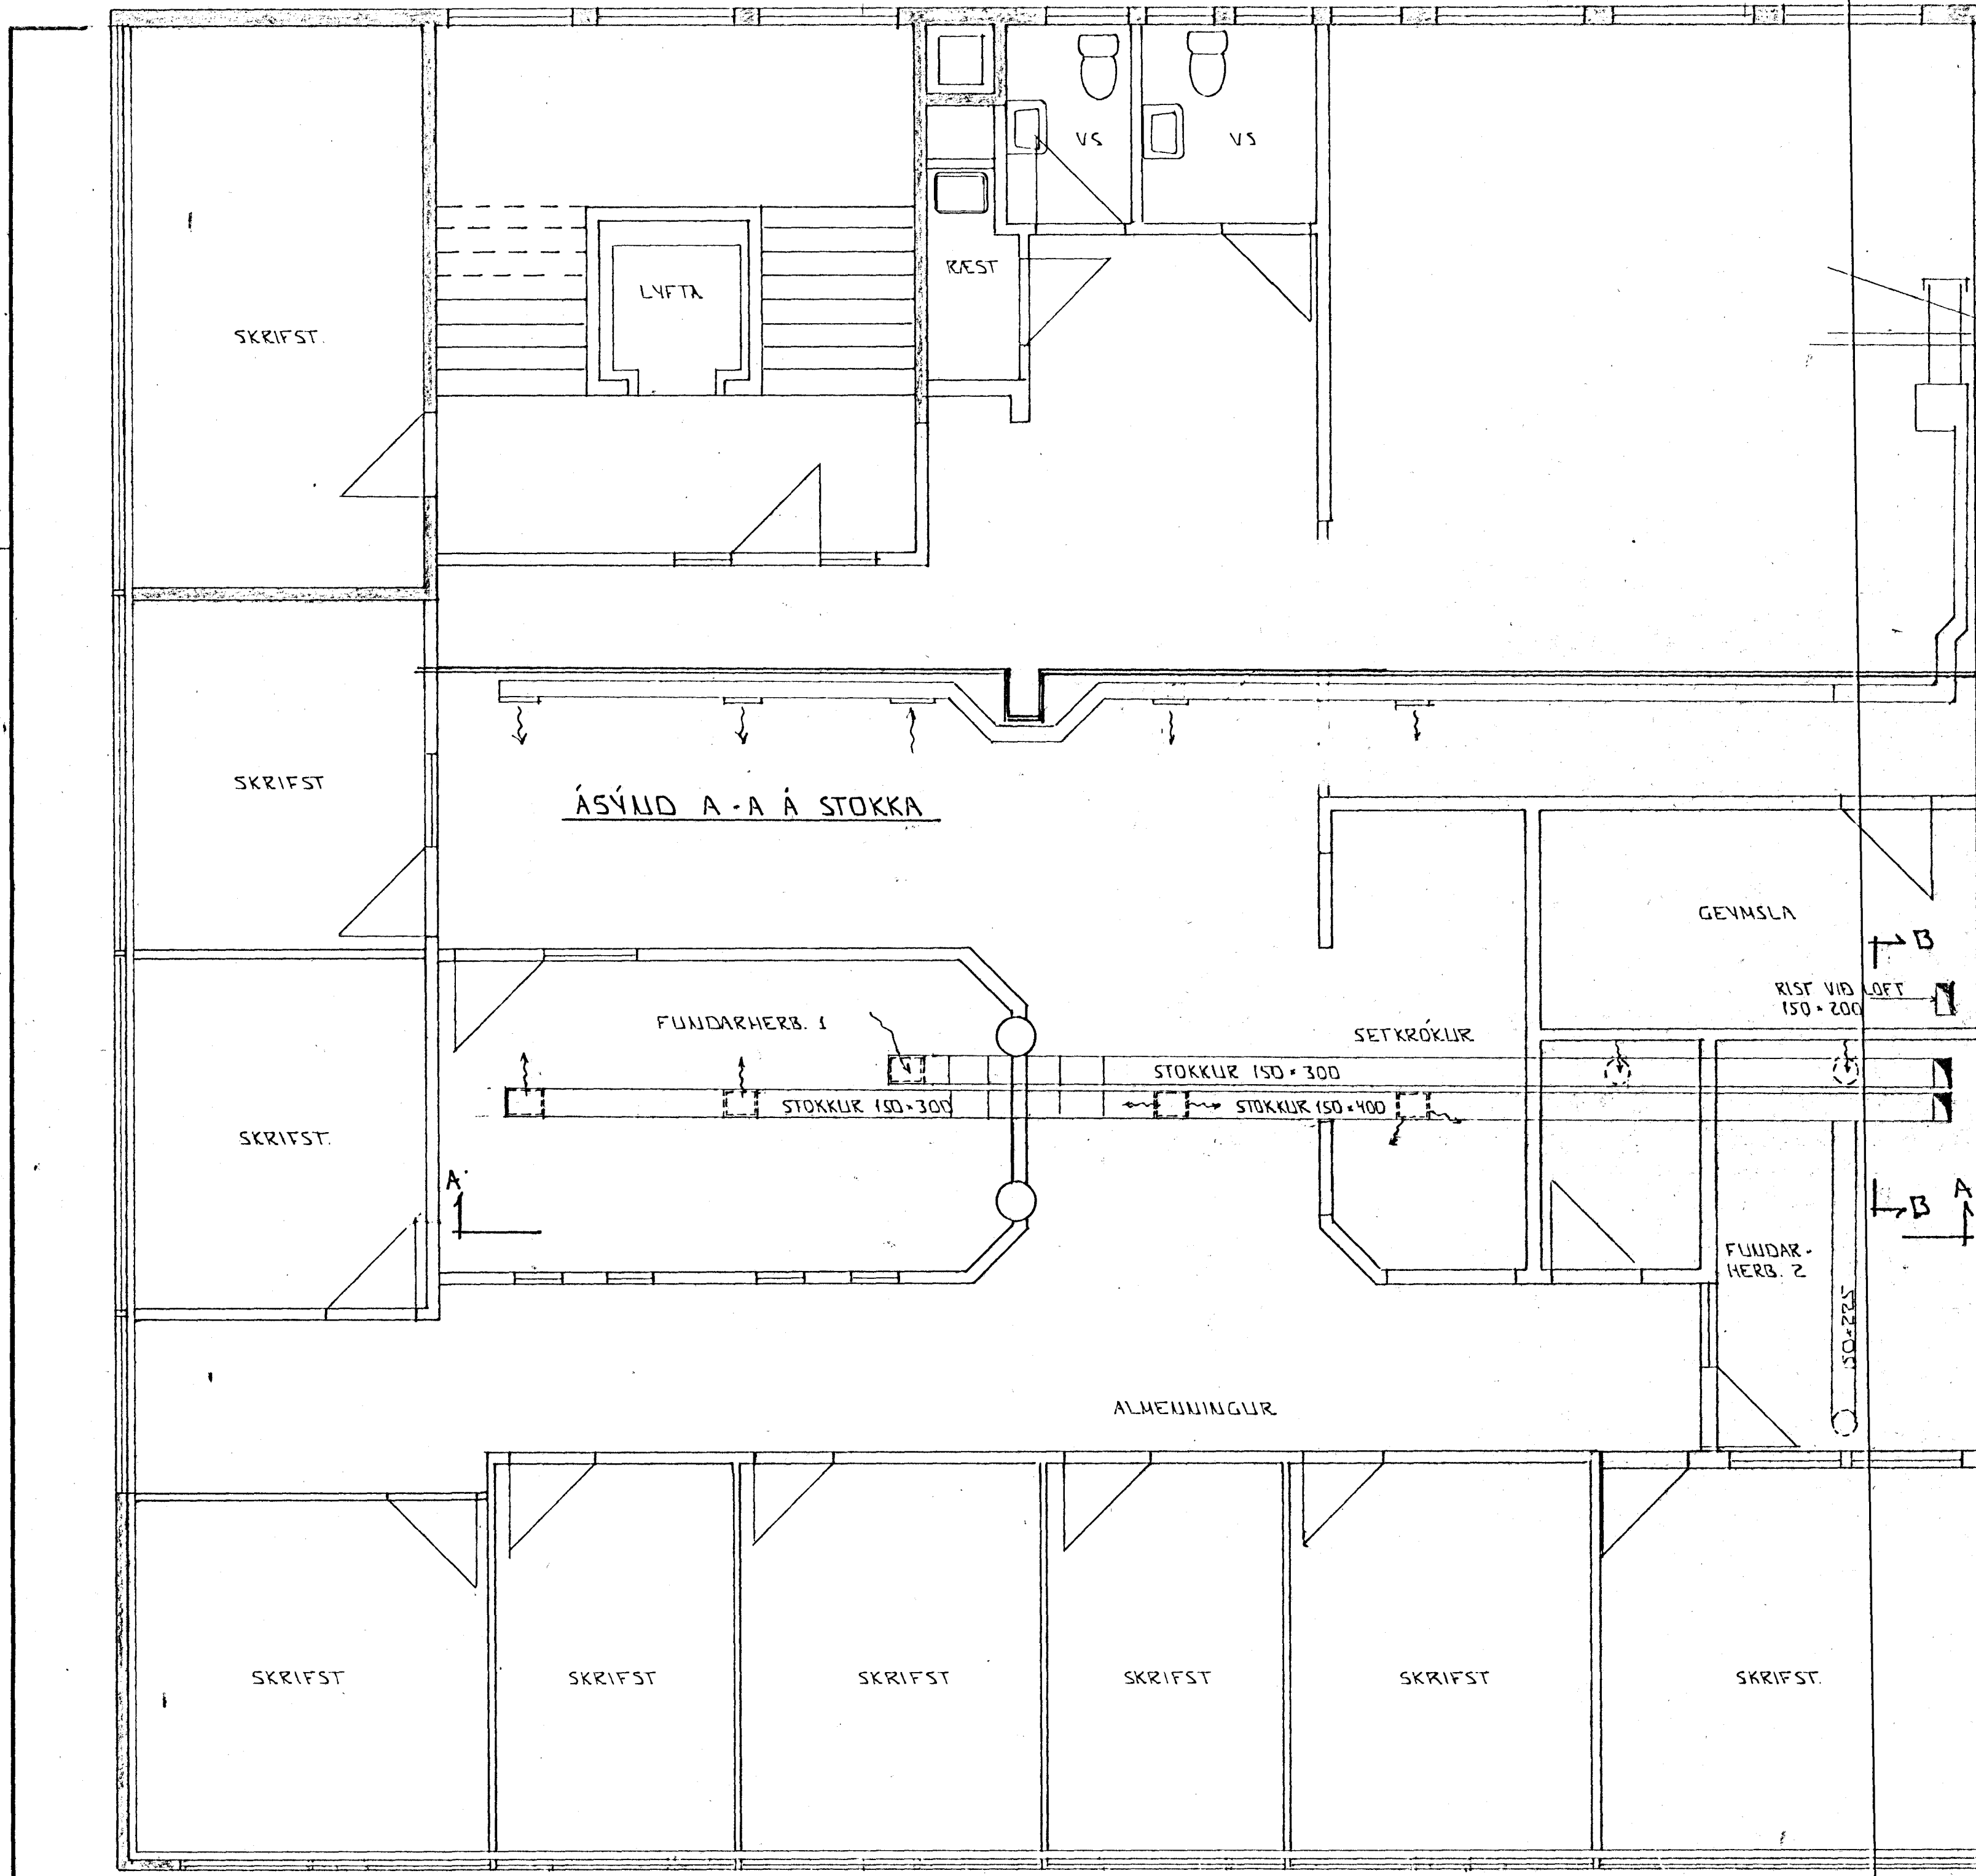 VS
VS
RÆST
LYFTA
SKRIFST.
SKRIFST
ÁSÝND A-A Á STOKKA
GEYMSLA
B
RIST VIÐ LOFT
150×200
FUNDARHERB. 1
SETKRÓKUR
STOKKUR 150×300
STOKKUR 150×300
STOKKUR 150×400
SKRIFST.
A
B
A
FUNDAR-
HERB. 2
150×225
ALMENNINGUR
SKRIFST
SKRIFST
SKRIFST
SKRIFST
SKRIFST
SKRIFST.